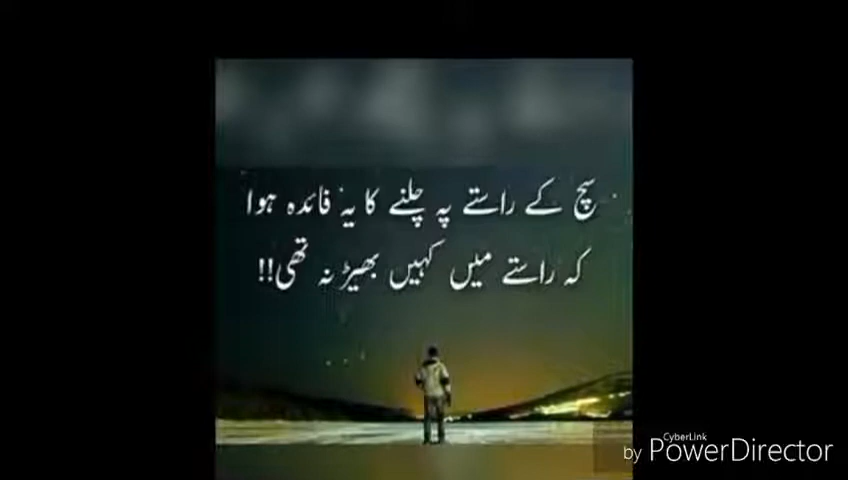 سچ کے راستے پہ چلنے کا یہ فائدہ ہوا
کہ راستے میں کہیں بھیڑ نہ تھی!!
CyberLink
by PowerDirector